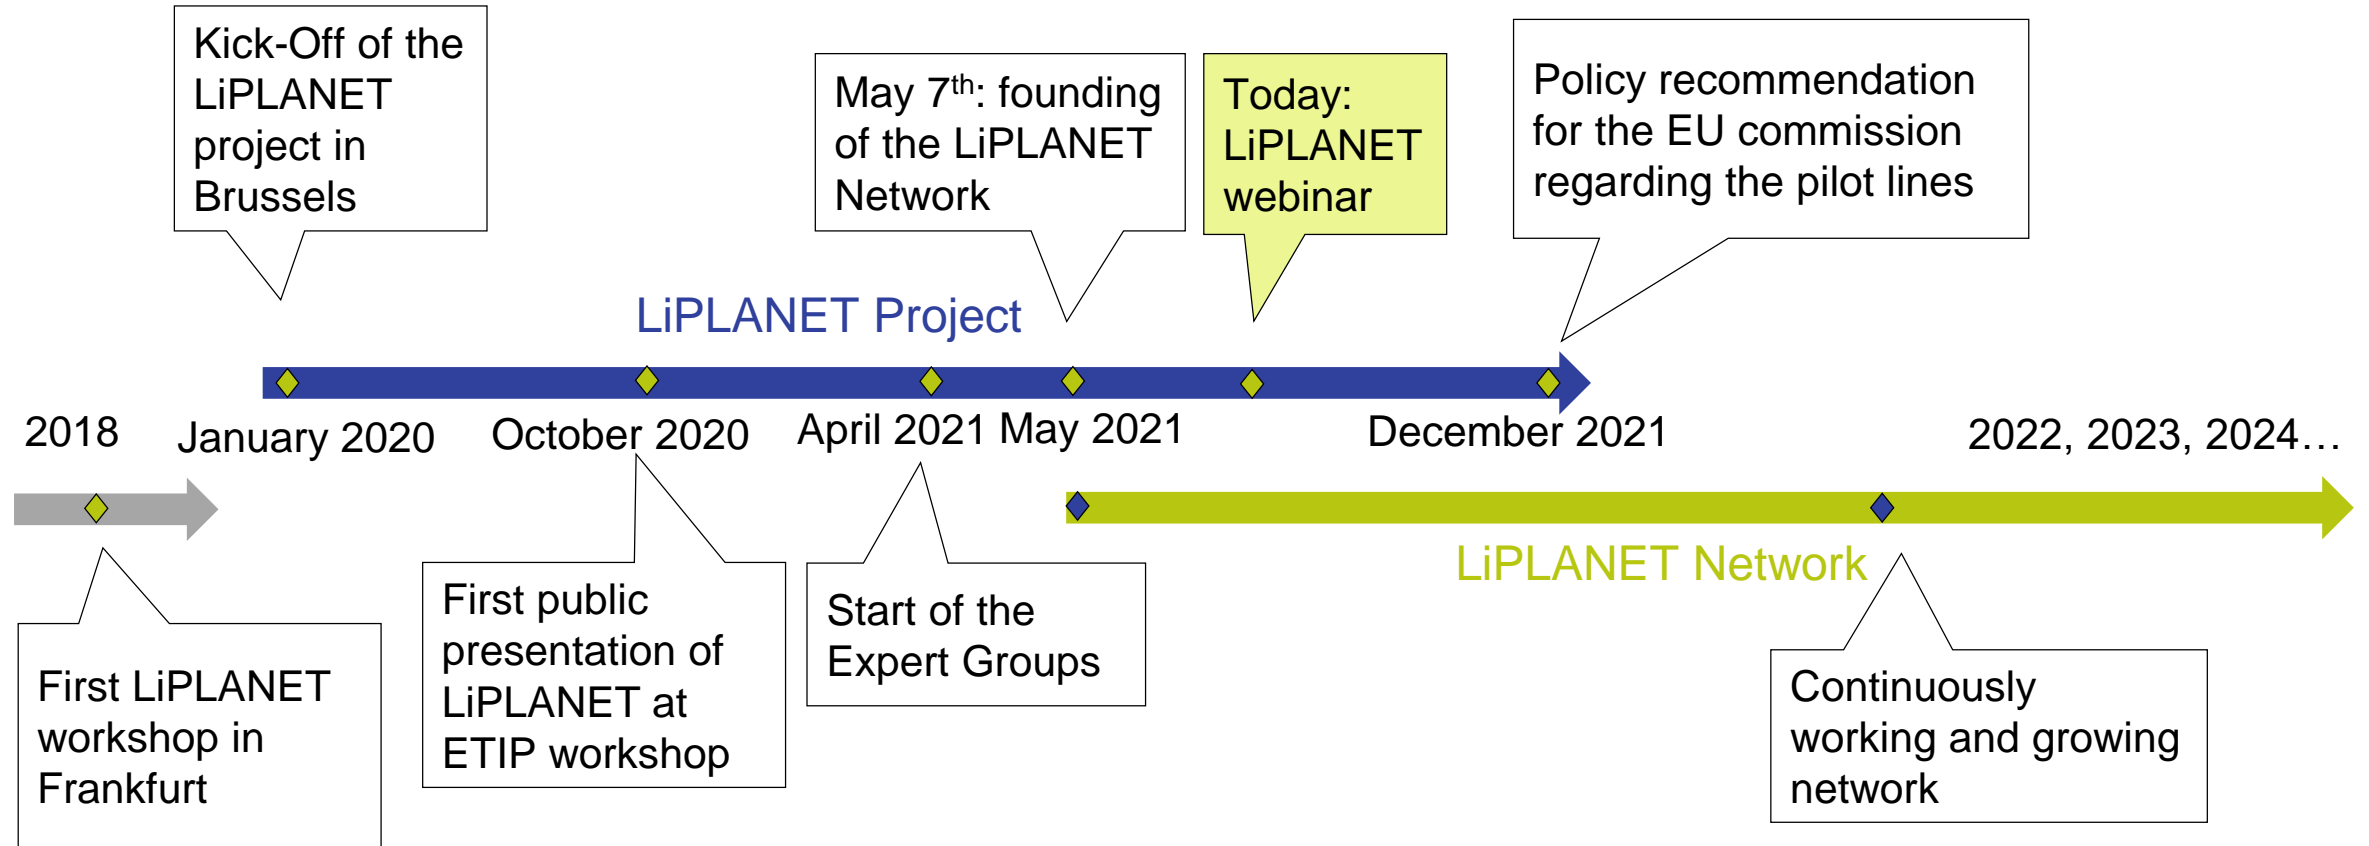 Kick-Off of the
LiPLANET
project in
Brussels
May 7th: founding
of the LiPLANET
Network
Today:
LiPLANET
webinar
Policy recommendation
for the EU commission
regarding the pilot lines
LiPLANET Project
2018
January 2020
October 2020
April 2021
May 2021
December 2021
2022, 2023, 2024…
LiPLANET Network
First LiPLANET
workshop in
Frankfurt
First public
presentation of
LiPLANET at
ETIP workshop
Start of the
Expert Groups
Continuously
working and growing
network